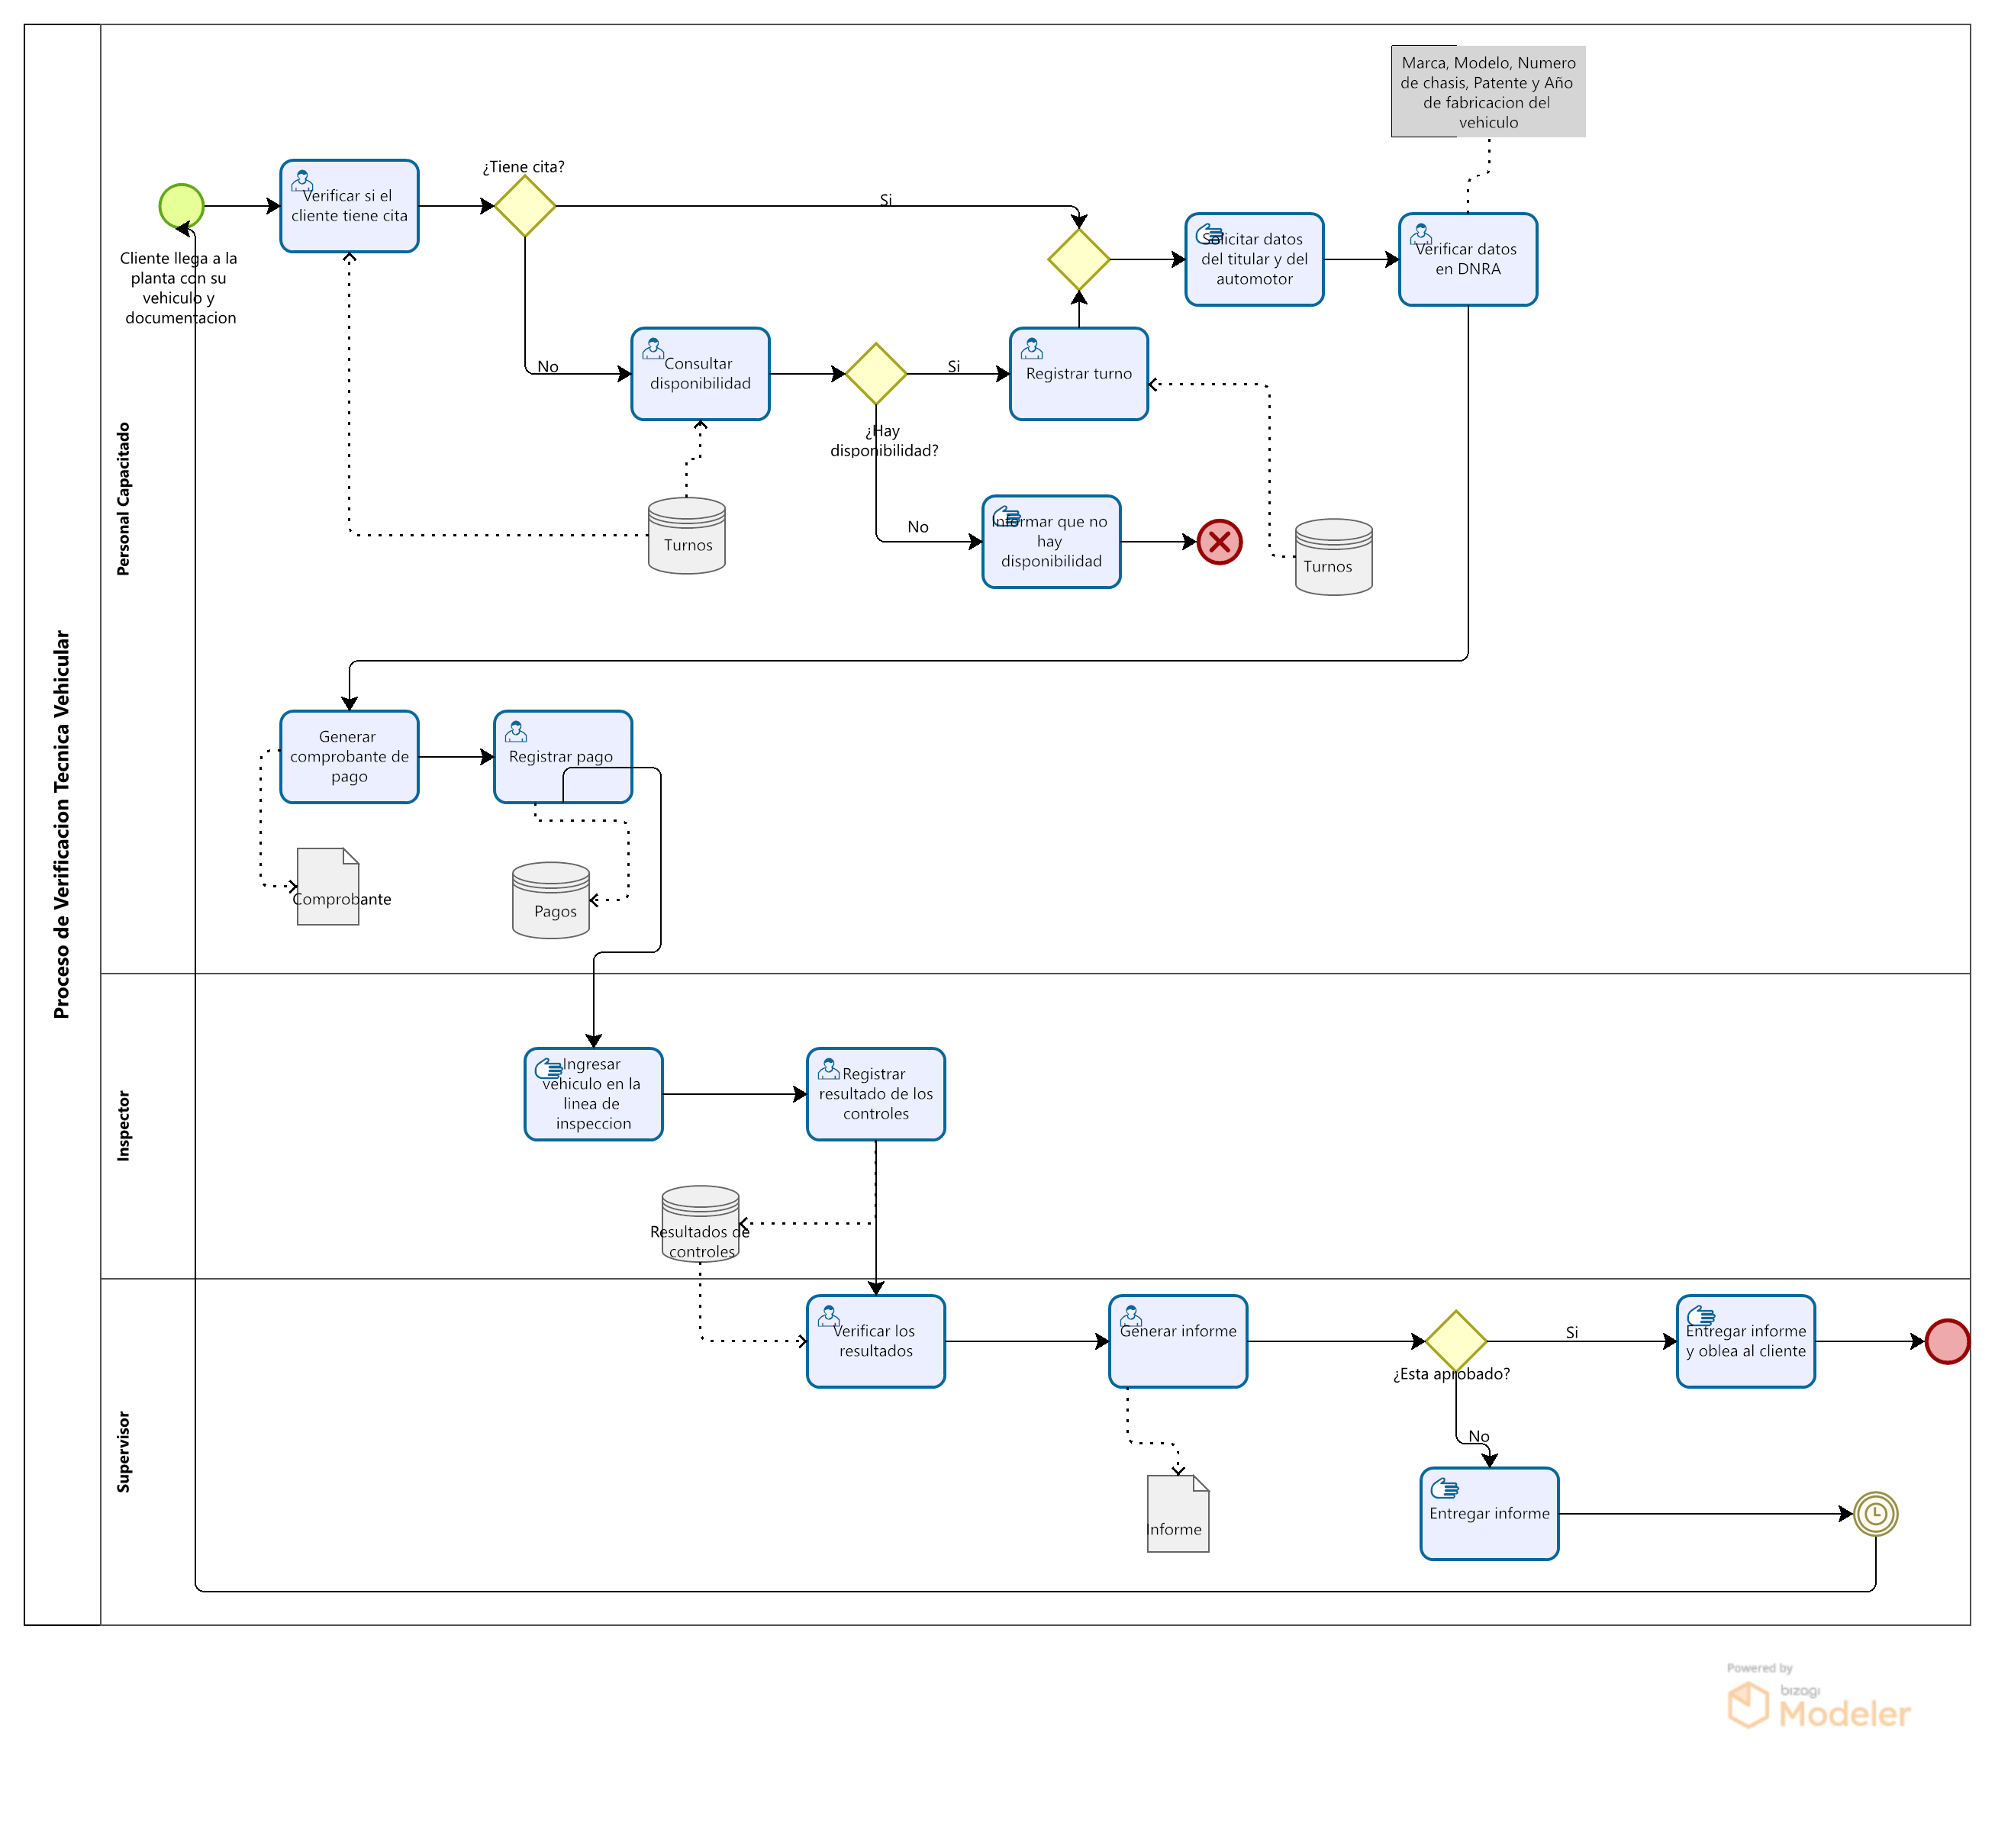 Proceso de Verificacion Tecnica Vehicular
Personal Capacitado
Marca, Modelo, Numero
de chasis, Patente y Año
de fabricacion del
vehiculo
Cliente llega a la
planta con su
vehiculo y
documentacion
Verificar si el
cliente tiene cita
¿Tiene cita?
Si
No
Solicitar datos
del titular y del
automotor
Verificar datos
en DNRA
Consultar
disponibilidad
¿Hay
disponibilidad?
Si
Registrar turno
No
Informar que no
hay
disponibilidad
Turnos
Turnos
Generar
comprobante de
pago
Registrar pago
Comprobante
Pagos
Inspector
Ingresar
vehiculo en la
linea de
inspeccion
Registrar
resultado de los
controles
Resultados de
controles
Supervisor
Verificar los
resultados
Generar informe
¿Esta aprobado?
Si
Entregar informe
y oblea al cliente
No
Entregar informe
Informe
Powered by
bizagi
Modeler